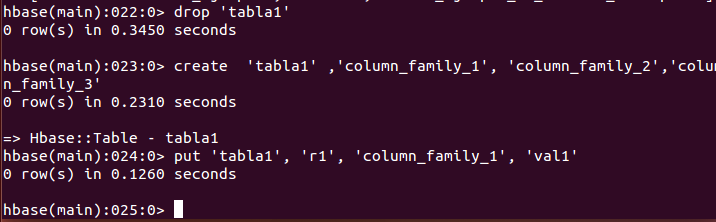 hbase(main):022:0> drop 'tabla1'
0 row(s) in 0.3450 seconds
hbase(main):023:0> create  'tabla1' ,'column_family_1', 'column_family_2','colu
n_family_3'
0 row(s) in 0.2310 seconds
=> Hbase::Table - tabla1
hbase(main):024:0> put 'tabla1', 'r1', 'column_family_1', 'val1'
0 row(s) in 0.1260 seconds
hbase(main):025:0>